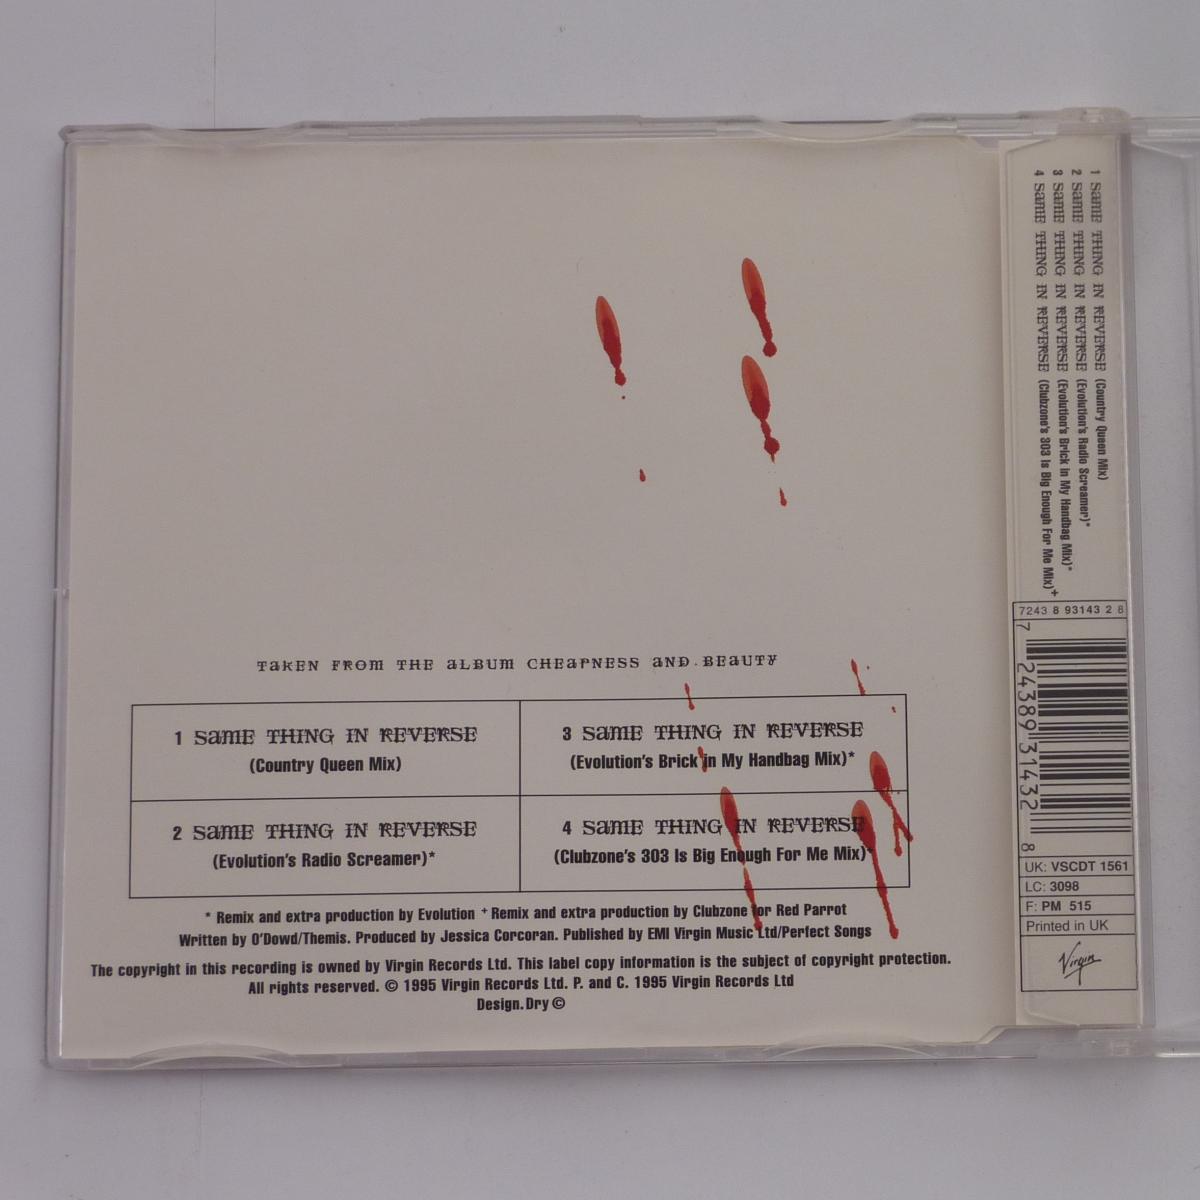 TAKEN FROM THE ALBUM CHEAPNESS AND BEAUTY
1 SAME THING IN REVERSE
(Country Queen Mix)
2 SAME THING IN REVERSE
(Evolution's Radio Screamer)*
3 SAME THING IN REVERSE
(Evolution's Brick in My Handbag Mix)*
4 SAME THING IN REVERSE
(Clubzone's 303 Is Big Enough For Me Mix)+
* Remix and extra production by Evolution + Remix and extra production by Clubzone for Red Parrot
Written by O'Dowd/Themis. Produced by Jessica Corcoran. Published by EMI Virgin Music Ltd/Perfect Songs
The copyright in this recording is owned by Virgin Records Ltd. This label copy information is the subject of copyright protection.
All rights reserved. © 1995 Virgin Records Ltd. P. and C. 1995 Virgin Records Ltd
Design.Dry ©
1 SAME THING IN REVERSE (Country Queen Mix)
2 SAME THING IN REVERSE (Evolution's Radio Screamer)*
3 SAME THING IN REVERSE (Evolution's Brick in My Handbag Mix)*
4 SAME THING IN REVERSE (Clubzone's 303 Is Big Enough For Me Mix)+
7243 8 93143 2 8
7 24389 31432 8
UK: VSCDT 1561
LC: 3098
F: PM 515
Printed in UK
Virgin